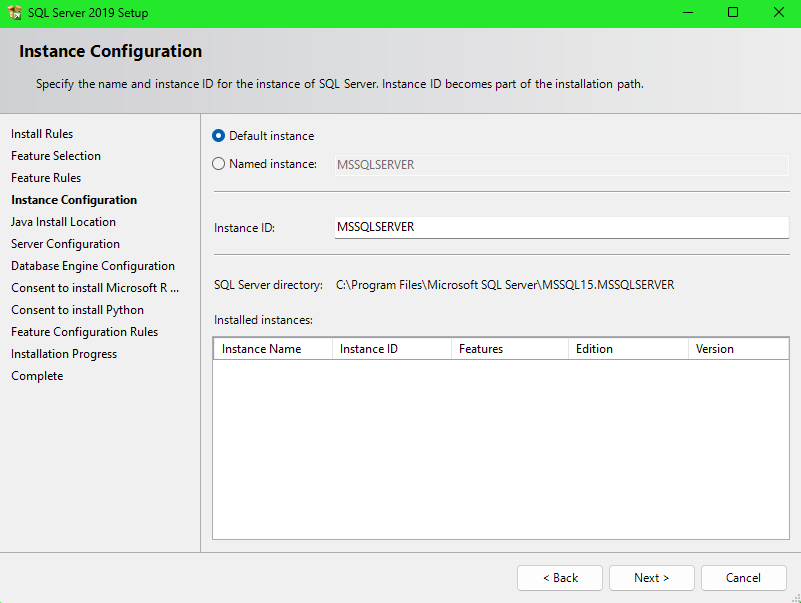 SQL Server 2019 Setup
Instance Configuration
Specify the name and instance ID for the instance of SQL Server. Instance ID becomes part of the installation path.
Install Rules
Feature Selection
Feature Rules
Instance Configuration
Java Install Location
Server Configuration
Database Engine Configuration
Consent to install Microsoft R ...
Consent to install Python
Feature Configuration Rules
Installation Progress
Complete
Default instance
Named instance: MSSQLSERVER
Instance ID: MSSQLSERVER
SQL Server directory: C:\Program Files\Microsoft SQL Server\MSSQL15.MSSQLSERVER
Installed instances:
Instance Name Instance ID Features Edition Version
< Back Next > Cancel